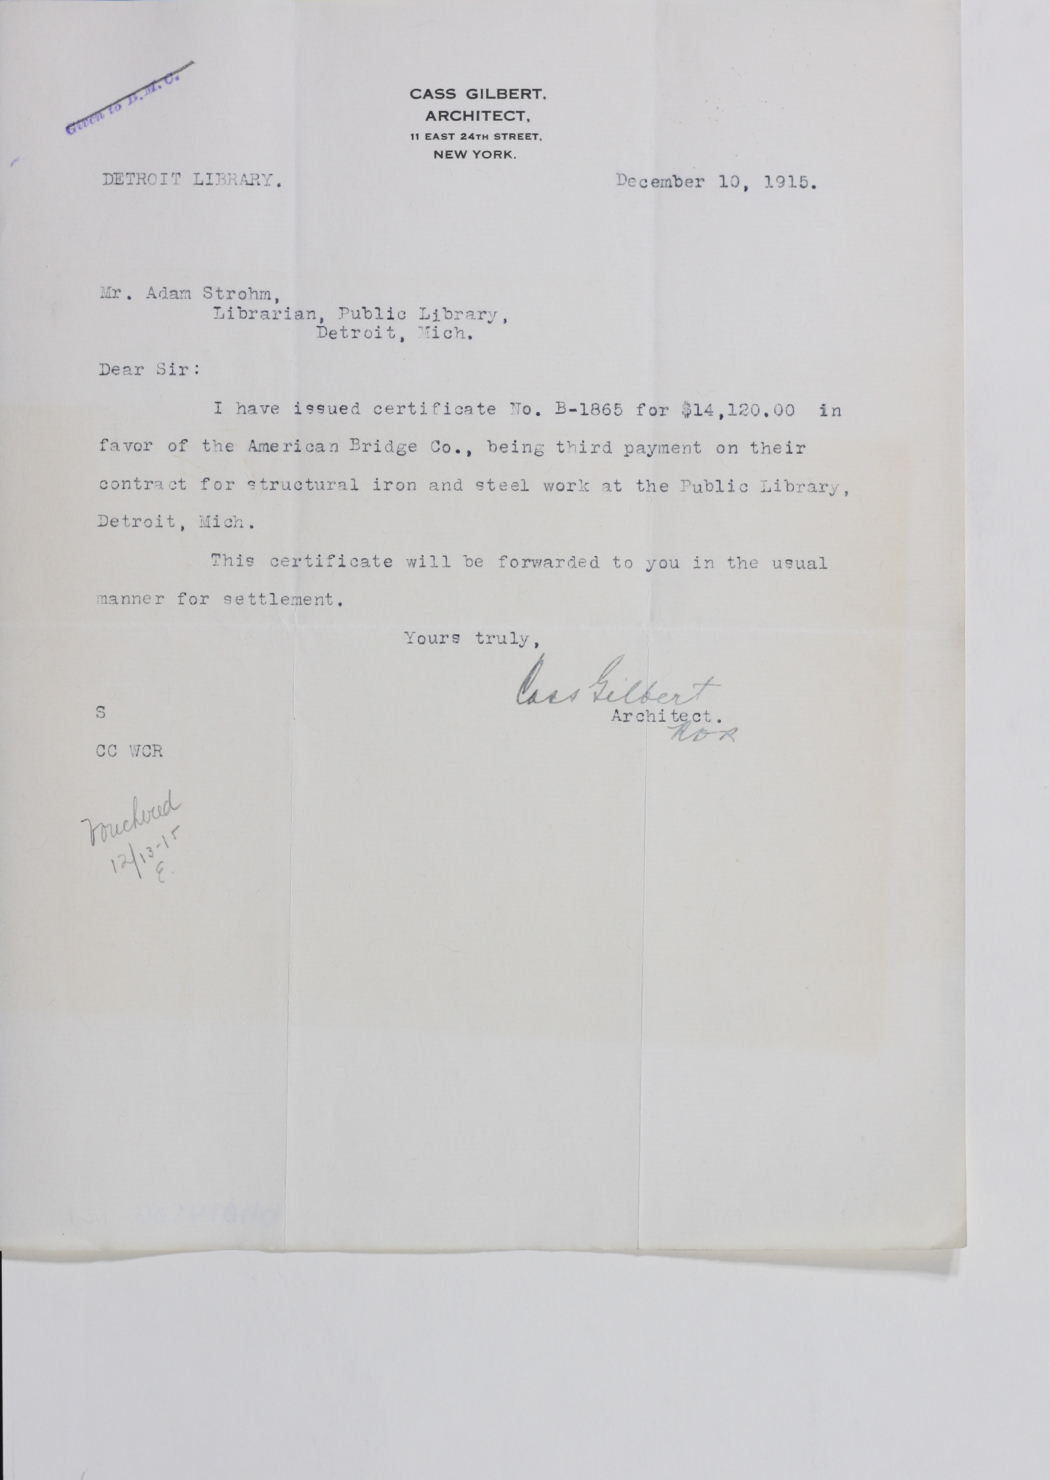 Given to B.M.C.
CASS GILBERT.
ARCHITECT,
11 EAST 24TH STREET,
NEW YORK.
DETROIT LIBRARY. December 10, 1915.
Mr. Adam Strohm,
Librarian, Public Library,
Detroit, Mich.
Dear Sir:
I have issued certificate No. B-1865 for $14,120.00 in
favor of the American Bridge Co., being third payment on their
contract for structural iron and steel work at the Public Library,
Detroit, Mich.
This certificate will be forwarded to you in the usual
manner for settlement.
Yours truly,
Cass Gilbert
Architect.
S
CC WCR
Vouchered
12/13-15
E.